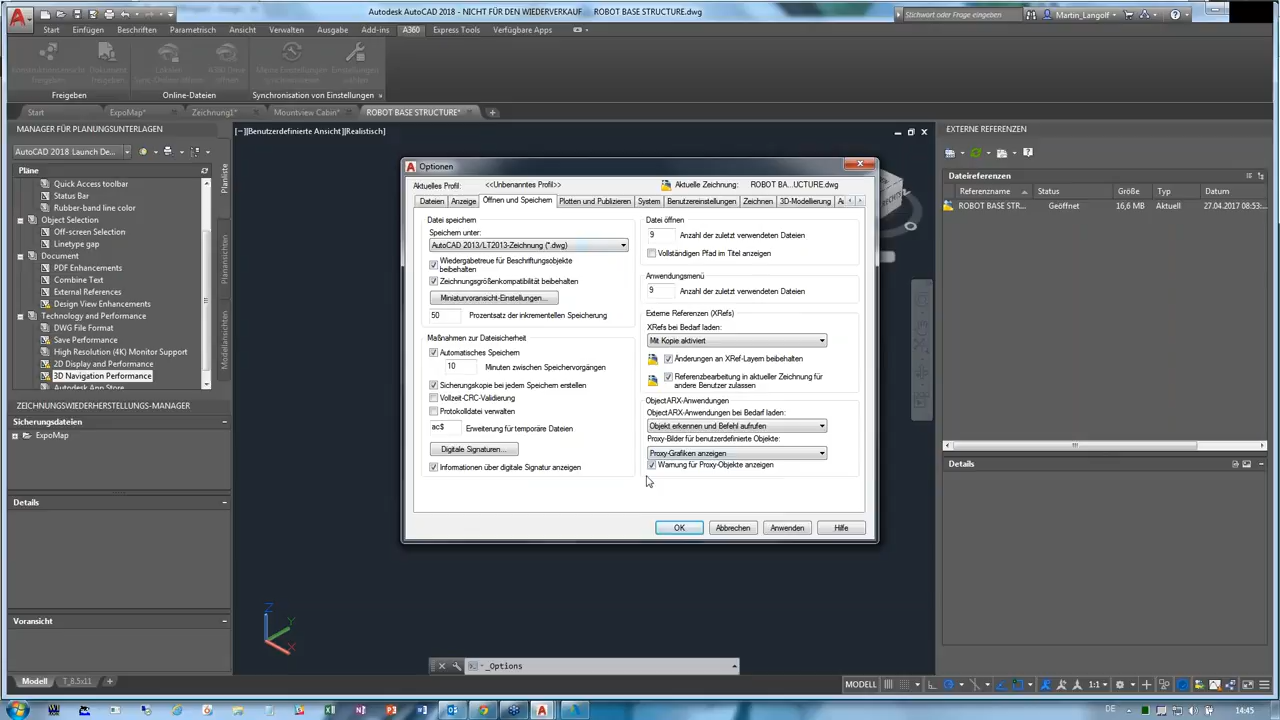 Autodesk AutoCAD 2018 - NICHT FÜR DEN WIEDERVERKAUF ROBOT BASE STRUCTURE.dwg
Stichwort oder Frage eingeben
Martin_Langolf
Start Einfügen Beschriften Parametrisch Ansicht Verwalten Ausgabe Add-ins A360 Express Tools Verfügbare Apps
Freigeben Online-Dateien Synchronisation von Einstellungen
Start ExpoMap* Zeichnung1* Mountview Cabin* ROBOT BASE STRUCTURE*
MANAGER FÜR PLANUNGSUNTERLAGEN
AutoCAD 2018 Launch De...
Pläne
Quick Access toolbar
Status Bar
Rubber-band line color
Object Selection
Off-screen Selection
Linetype gap
Document
PDF Enhancements
Combine Text
External References
Design View Enhancements
Technology and Performance
DWG File Format
Save Performance
High Resolution (4K) Monitor Support
2D Display and Performance
3D Navigation Performance
Autodesk App Store
Planliste
Planansichten
Modellansichten
ZEICHNUNGSWIEDERHERSTELLUNGS-MANAGER
Sicherungsdateien
ExpoMap
Details
Voransicht
[−][Benutzerdefinierte Ansicht][Realistisch]
Optionen
Aktuelles Profil: <<Unbenanntes Profil>> Aktuelle Zeichnung: ROBOT BA...UCTURE.dwg
Dateien Anzeige Öffnen und Speichern Plotten und Publizieren System Benutzereinstellungen Zeichnen 3D-Modellierung
Datei speichern
Speichern unter:
AutoCAD 2013/LT2013-Zeichnung (*.dwg)
Wiedergabetreue für Beschriftungsobjekte
beibehalten
Zeichnungsgrößenkompatibilität beibehalten
Miniaturvoransicht-Einstellungen...
50 Prozentsatz der inkrementellen Speicherung
Maßnahmen zur Dateisicherheit
Automatisches Speichern
10 Minuten zwischen Speichervorgängen
Sicherungskopie bei jedem Speichern erstellen
Vollzeit-CRC-Validierung
Protokolldatei verwalten
ac$ Erweiterung für temporäre Dateien
Digitale Signaturen...
Informationen über digitale Signatur anzeigen
Datei öffnen
9 Anzahl der zuletzt verwendeten Dateien
Vollständigen Pfad im Titel anzeigen
Anwendungsmenü
9 Anzahl der zuletzt verwendeten Dateien
Externe Referenzen (XRefs)
XRefs bei Bedarf laden:
Mit Kopie aktiviert
Änderungen an XRef-Layern beibehalten
Referenzbearbeitung in aktueller Zeichnung für
andere Benutzer zulassen
ObjectARX-Anwendungen
ObjectARX-Anwendungen bei Bedarf laden:
Objekt erkennen und Befehl aufrufen
Proxy-Bilder für benutzerdefinierte Objekte:
Proxy-Grafiken anzeigen
Warnung für Proxy-Objekte anzeigen
OK Abbrechen Anwenden Hilfe
EXTERNE REFERENZEN
Dateireferenzen
Referenzname Status Größe Typ Datum
ROBOT BASE STR... Geöffnet 16,6 MB Aktuell 27.04.2017 08:53:...
Details
Z
Y
X
_Options
Modell T_8.5x11
MODELL 1:1
DE 14:45